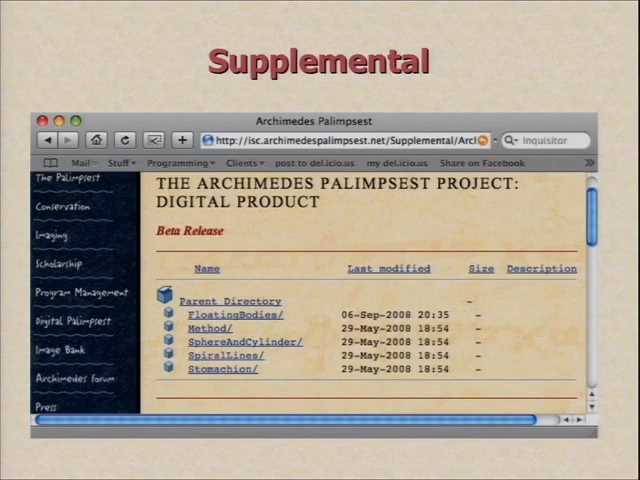 Supplemental
Archimedes Palimpsest
http://isc.archimedespalimpsest.net/Supplemental/Arcl
Inquisitor
Mail
Stuff
Programming
Clients
post to del.icio.us
my del.icio.us
Share on Facebook
The Palimpsest
Conservation
Imaging
Scholarship
Program Management
Digital Palimpsest
Image Bank
Archimedes Forum
Press
THE ARCHIMEDES PALIMPSEST PROJECT:
DIGITAL PRODUCT
Beta Release
Name Last modified Size Description
Parent Directory -
FloatingBodies/ 06-Sep-2008 20:35 -
Method/ 29-May-2008 18:54 -
SphereAndCylinder/ 29-May-2008 18:54 -
SpiralLines/ 29-May-2008 18:54 -
Stomachion/ 29-May-2008 18:54 -